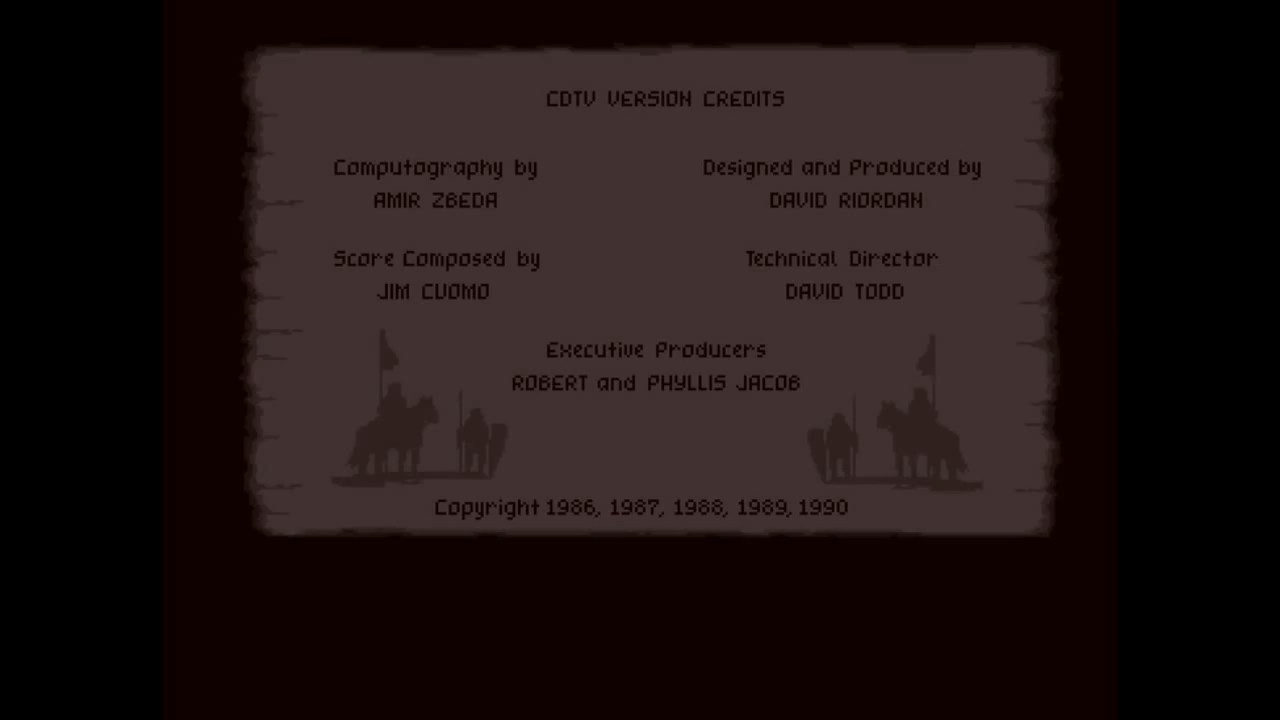 CDTV VERSION CREDITS
Computography by
AMIR ZBEDA
Designed and Produced by
DAVID RIORDAN
Score Composed by
JIM CUOMO
Technical Director
DAVID TODD
Executive Producers
ROBERT and PHYLLIS JACOB
Copyright 1986, 1987, 1988, 1989, 1990